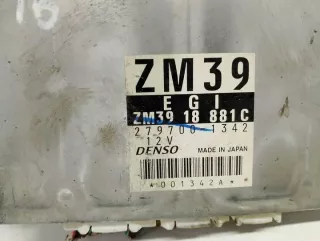 ZM39
EGI
ZM39 18 881C
279700-1342
12V
DENSO MADE IN JAPAN
*001342A*